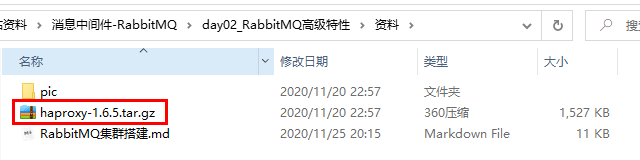 资料 › 消息中间件-RabbitMQ › day02_RabbitMQ高级特性 › 资料
名称 修改日期 类型 大小
pic 2020/11/20 22:57 文件夹
haproxy-1.6.5.tar.gz 2020/11/20 22:57 360压缩 1,527 KB
RabbitMQ集群搭建.md 2020/11/25 20:15 Markdown File 11 KB